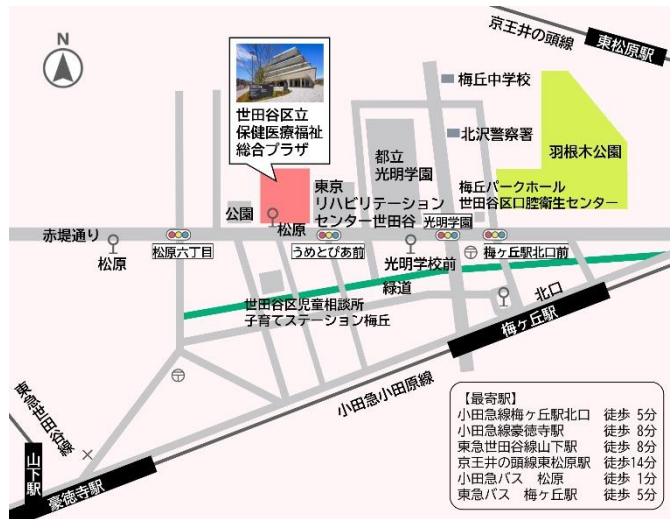 N
京王井の頭線
東松原駅
梅丘中学校
世田谷区立
保健医療福祉
総合プラザ
北沢警察署
羽根木公園
都立
光明学園
公園
松原
東京
リハビリテーション
センター世田谷
梅丘パークホール
世田谷区口腔衛生センター
光明学園
赤堤通り
松原
松原六丁目
うめとぴあ前
光明学校前
梅ヶ丘駅北口前
世田谷区児童相談所
子育てステーション梅丘
緑道
北口
梅ヶ丘駅
小田急小田原線
東急世田谷線
山下駅
豪徳寺駅
【最寄駅】
小田急線梅ヶ丘駅北口 徒歩 5分
小田急線豪徳寺駅 徒歩 8分
東急世田谷線山下駅 徒歩 8分
京王井の頭線東松原駅 徒歩14分
小田急バス 松原 徒歩 1分
東急バス 梅ヶ丘駅 徒歩 5分